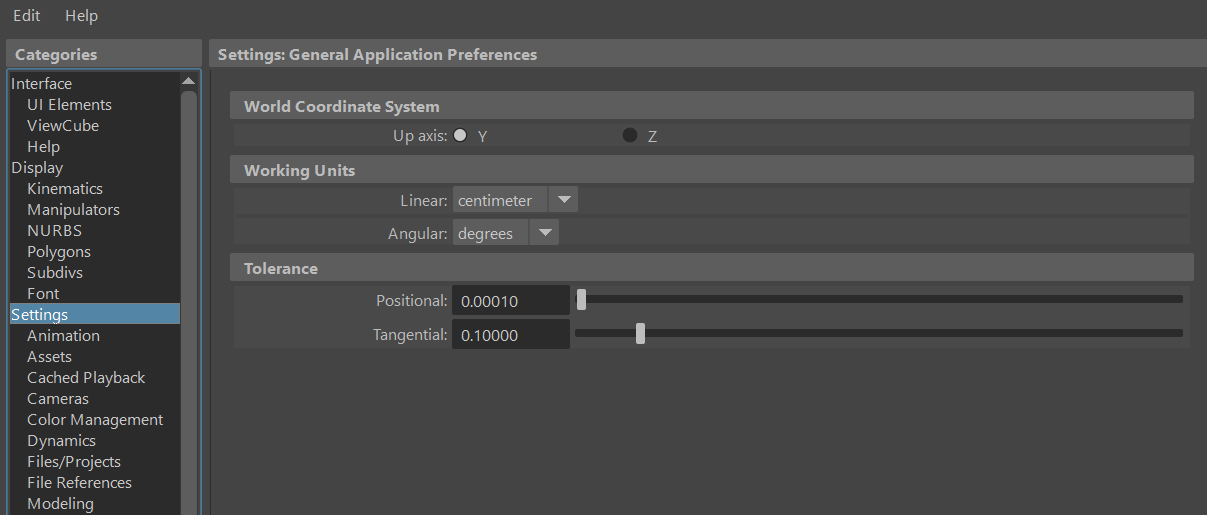 Edit Help
Categories
Interface
UI Elements
ViewCube
Help
Display
Kinematics
Manipulators
NURBS
Polygons
Subdivs
Font
Settings
Animation
Assets
Cached Playback
Cameras
Color Management
Dynamics
Files/Projects
File References
Modeling
Settings: General Application Preferences
World Coordinate System
Up axis: Y Z
Working Units
Linear: centimeter
Angular: degrees
Tolerance
Positional: 0.00010
Tangential: 0.10000